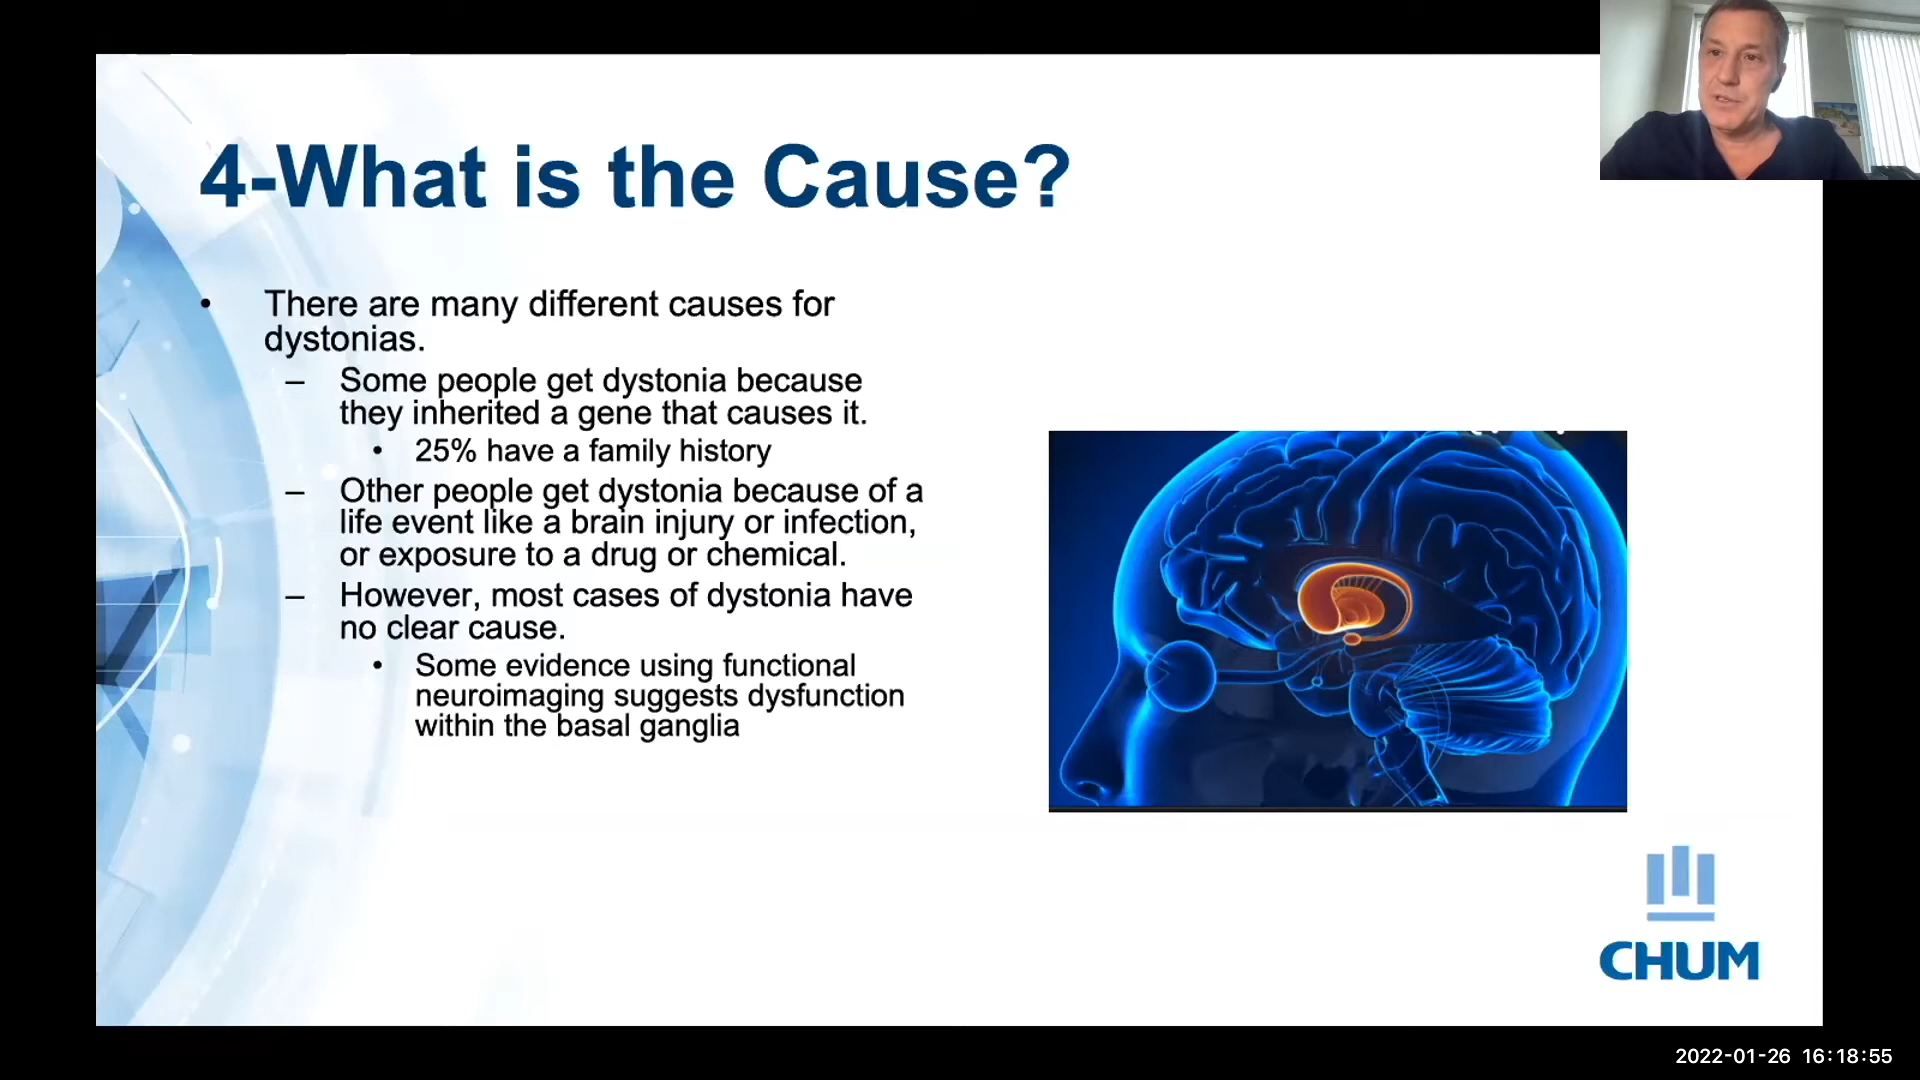 4-What is the Cause?
• There are many different causes for
dystonias.
– Some people get dystonia because
they inherited a gene that causes it.
• 25% have a family history
– Other people get dystonia because of a
life event like a brain injury or infection,
or exposure to a drug or chemical.
– However, most cases of dystonia have
no clear cause.
• Some evidence using functional
neuroimaging suggests dysfunction
within the basal ganglia
CHUM
2022-01-26 16:18:55